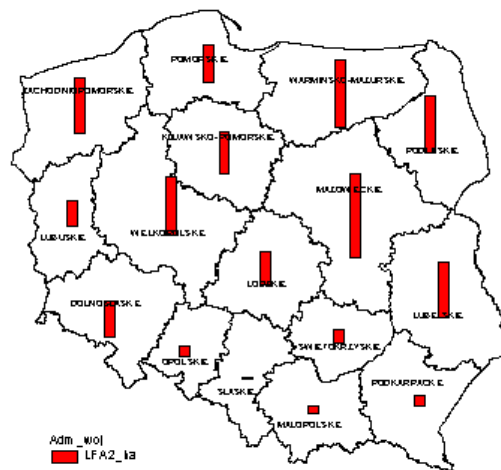 POMORSKIE
ZACHODNIOPOMORSKIE
WARMINSKO-MAZURSKIE
KUJAWSKO-POMORSKIE
PODLASKIE
MAZOWIECKIE
LUBUSKIE
WIELKOPOLSKIE
LODZKIE
DOLNOSLASKIE
LUBELSKIE
SWIETOKRZYSKIE
OPOLSKIE
SLASKIE
PODKARPACKIE
MALOPOLSKIE
Adm_woj
LFA2_ha